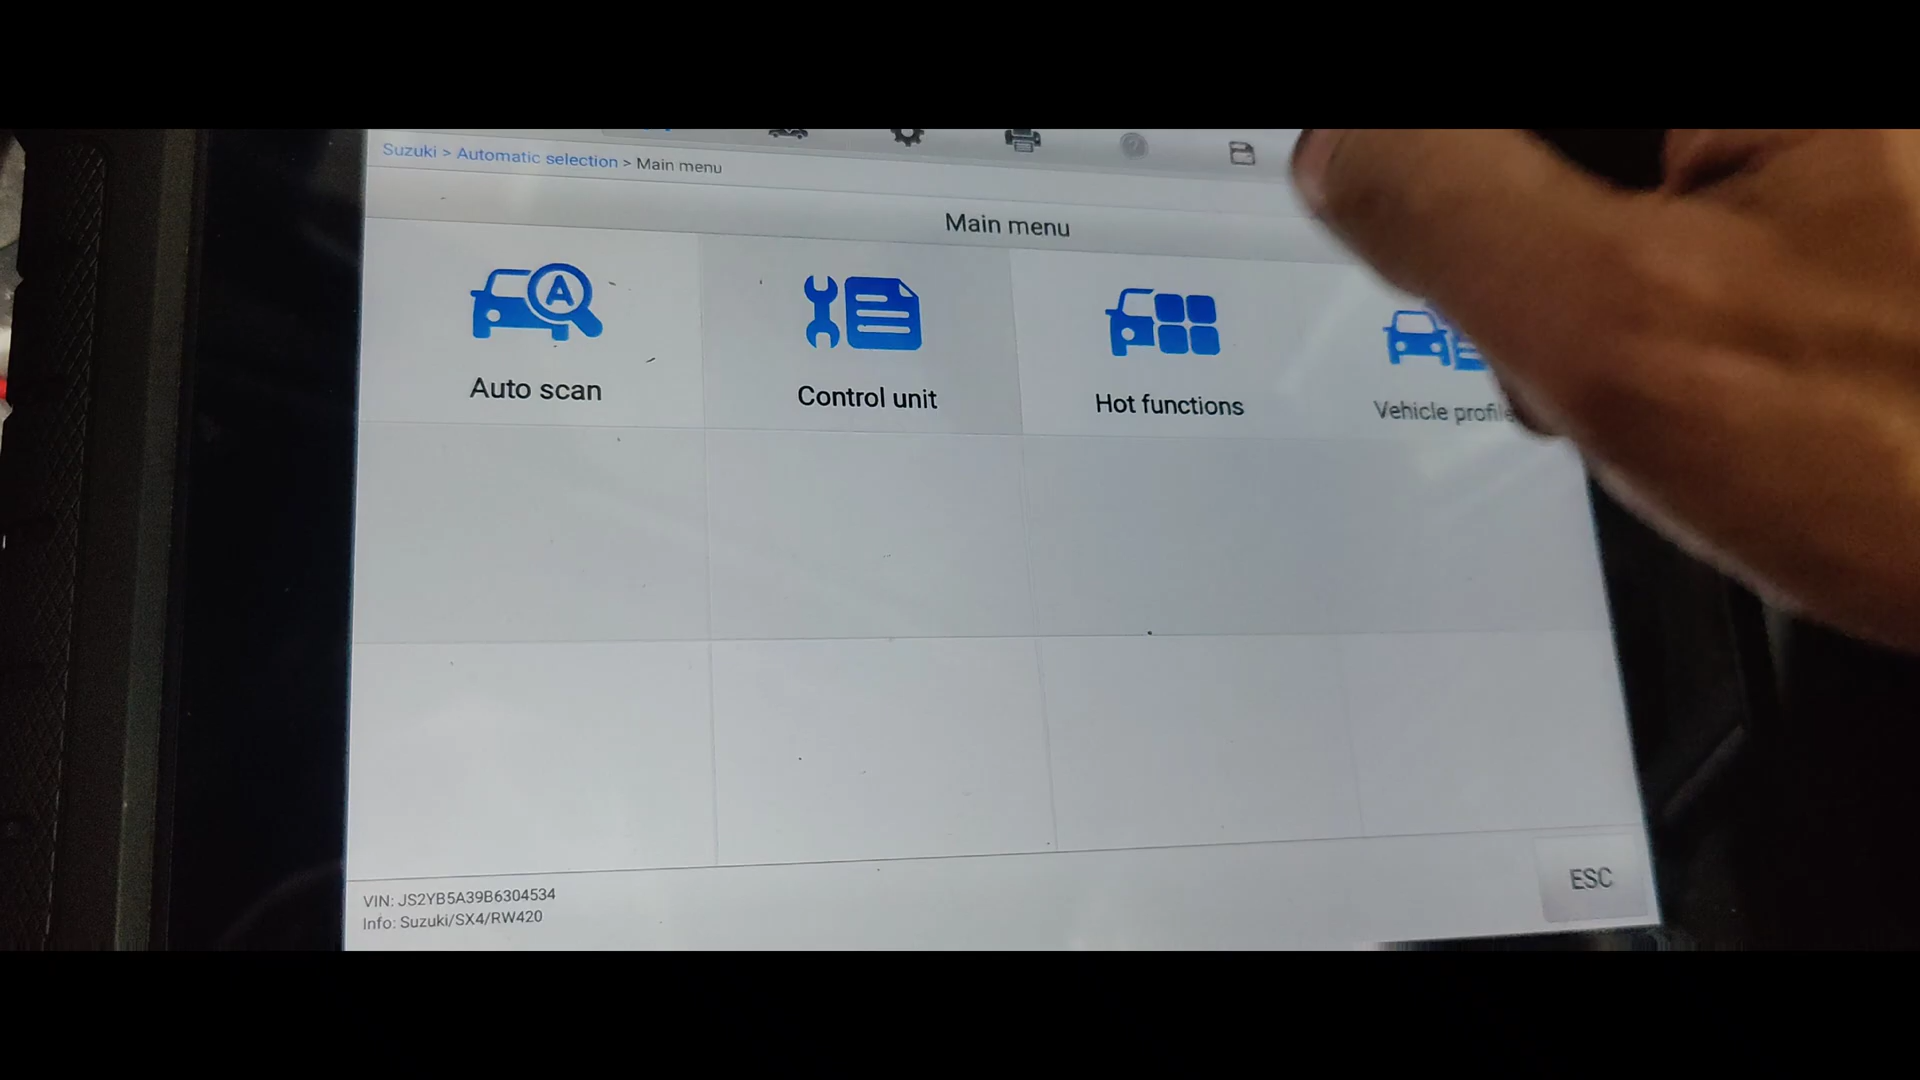 Suzuki > Automatic selection > Main menu
Main menu
A
Auto scan
Control unit
Hot functions
Vehicle profile
VIN: JS2YB5A39B6304534
Info: Suzuki/SX4/RW420
ESC